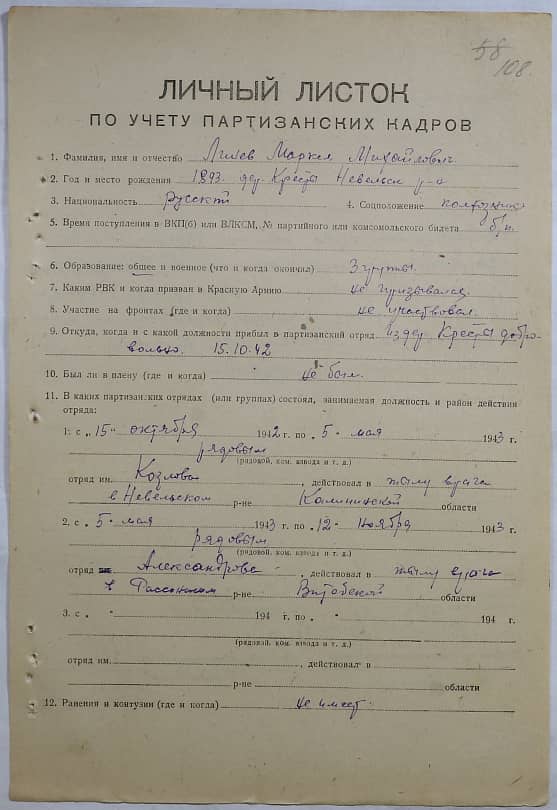 58
108.
ЛИЧНЫЙ ЛИСТОК
ПО УЧЕТУ ПАРТИЗАНСКИХ КАДРОВ
1. Фамилия, имя и отчество Михайлович
2. Год и место рождения 1893. дер. Кресты Невельск р-н
3. Национальность Русский 4. Соцположение колхозник
5. Время поступления в ВКП(б) или ВЛКСМ, № партийного или комсомольского билета б/п.
6. Образование: общее и военное (что и когда окончил) 3 группы.
7. Каким РВК и когда призван в Красную Армию не призывался
8. Участие на фронтах (где и когда) не участвовал.
9. Откуда, когда и с какой должности прибыл в партизанский отряд из дер. Кресты добро-
вольно. 15.10.42
10. Был ли в плену (где и когда) не был.
11. В каких партизанских отрядах (или группах) состоял, занимаемая должность и район действия
отряда:
1. с „15" октября 1942 г. по „5" мая 1943 г.
рядовым
(рядовой, ком. взвода и т. д.)
отряд им. Козлова, действовал в тылу врага
в Невельском р-не Калининской области
2. с „5" мая 1943 г. по „12" ноября 1943 г.
рядовым
(рядовой, ком. взвода и т. д.)
отряд им. Александрова, действовал в тылу врага
в р-не Витебской области
3. с „ " 194 г. по „ " 194 г.
(рядовой, ком. взвода и т. д.)
отряд им. , действовал в
р-не области
12. Ранения и контузии (где и когда) не имеет.